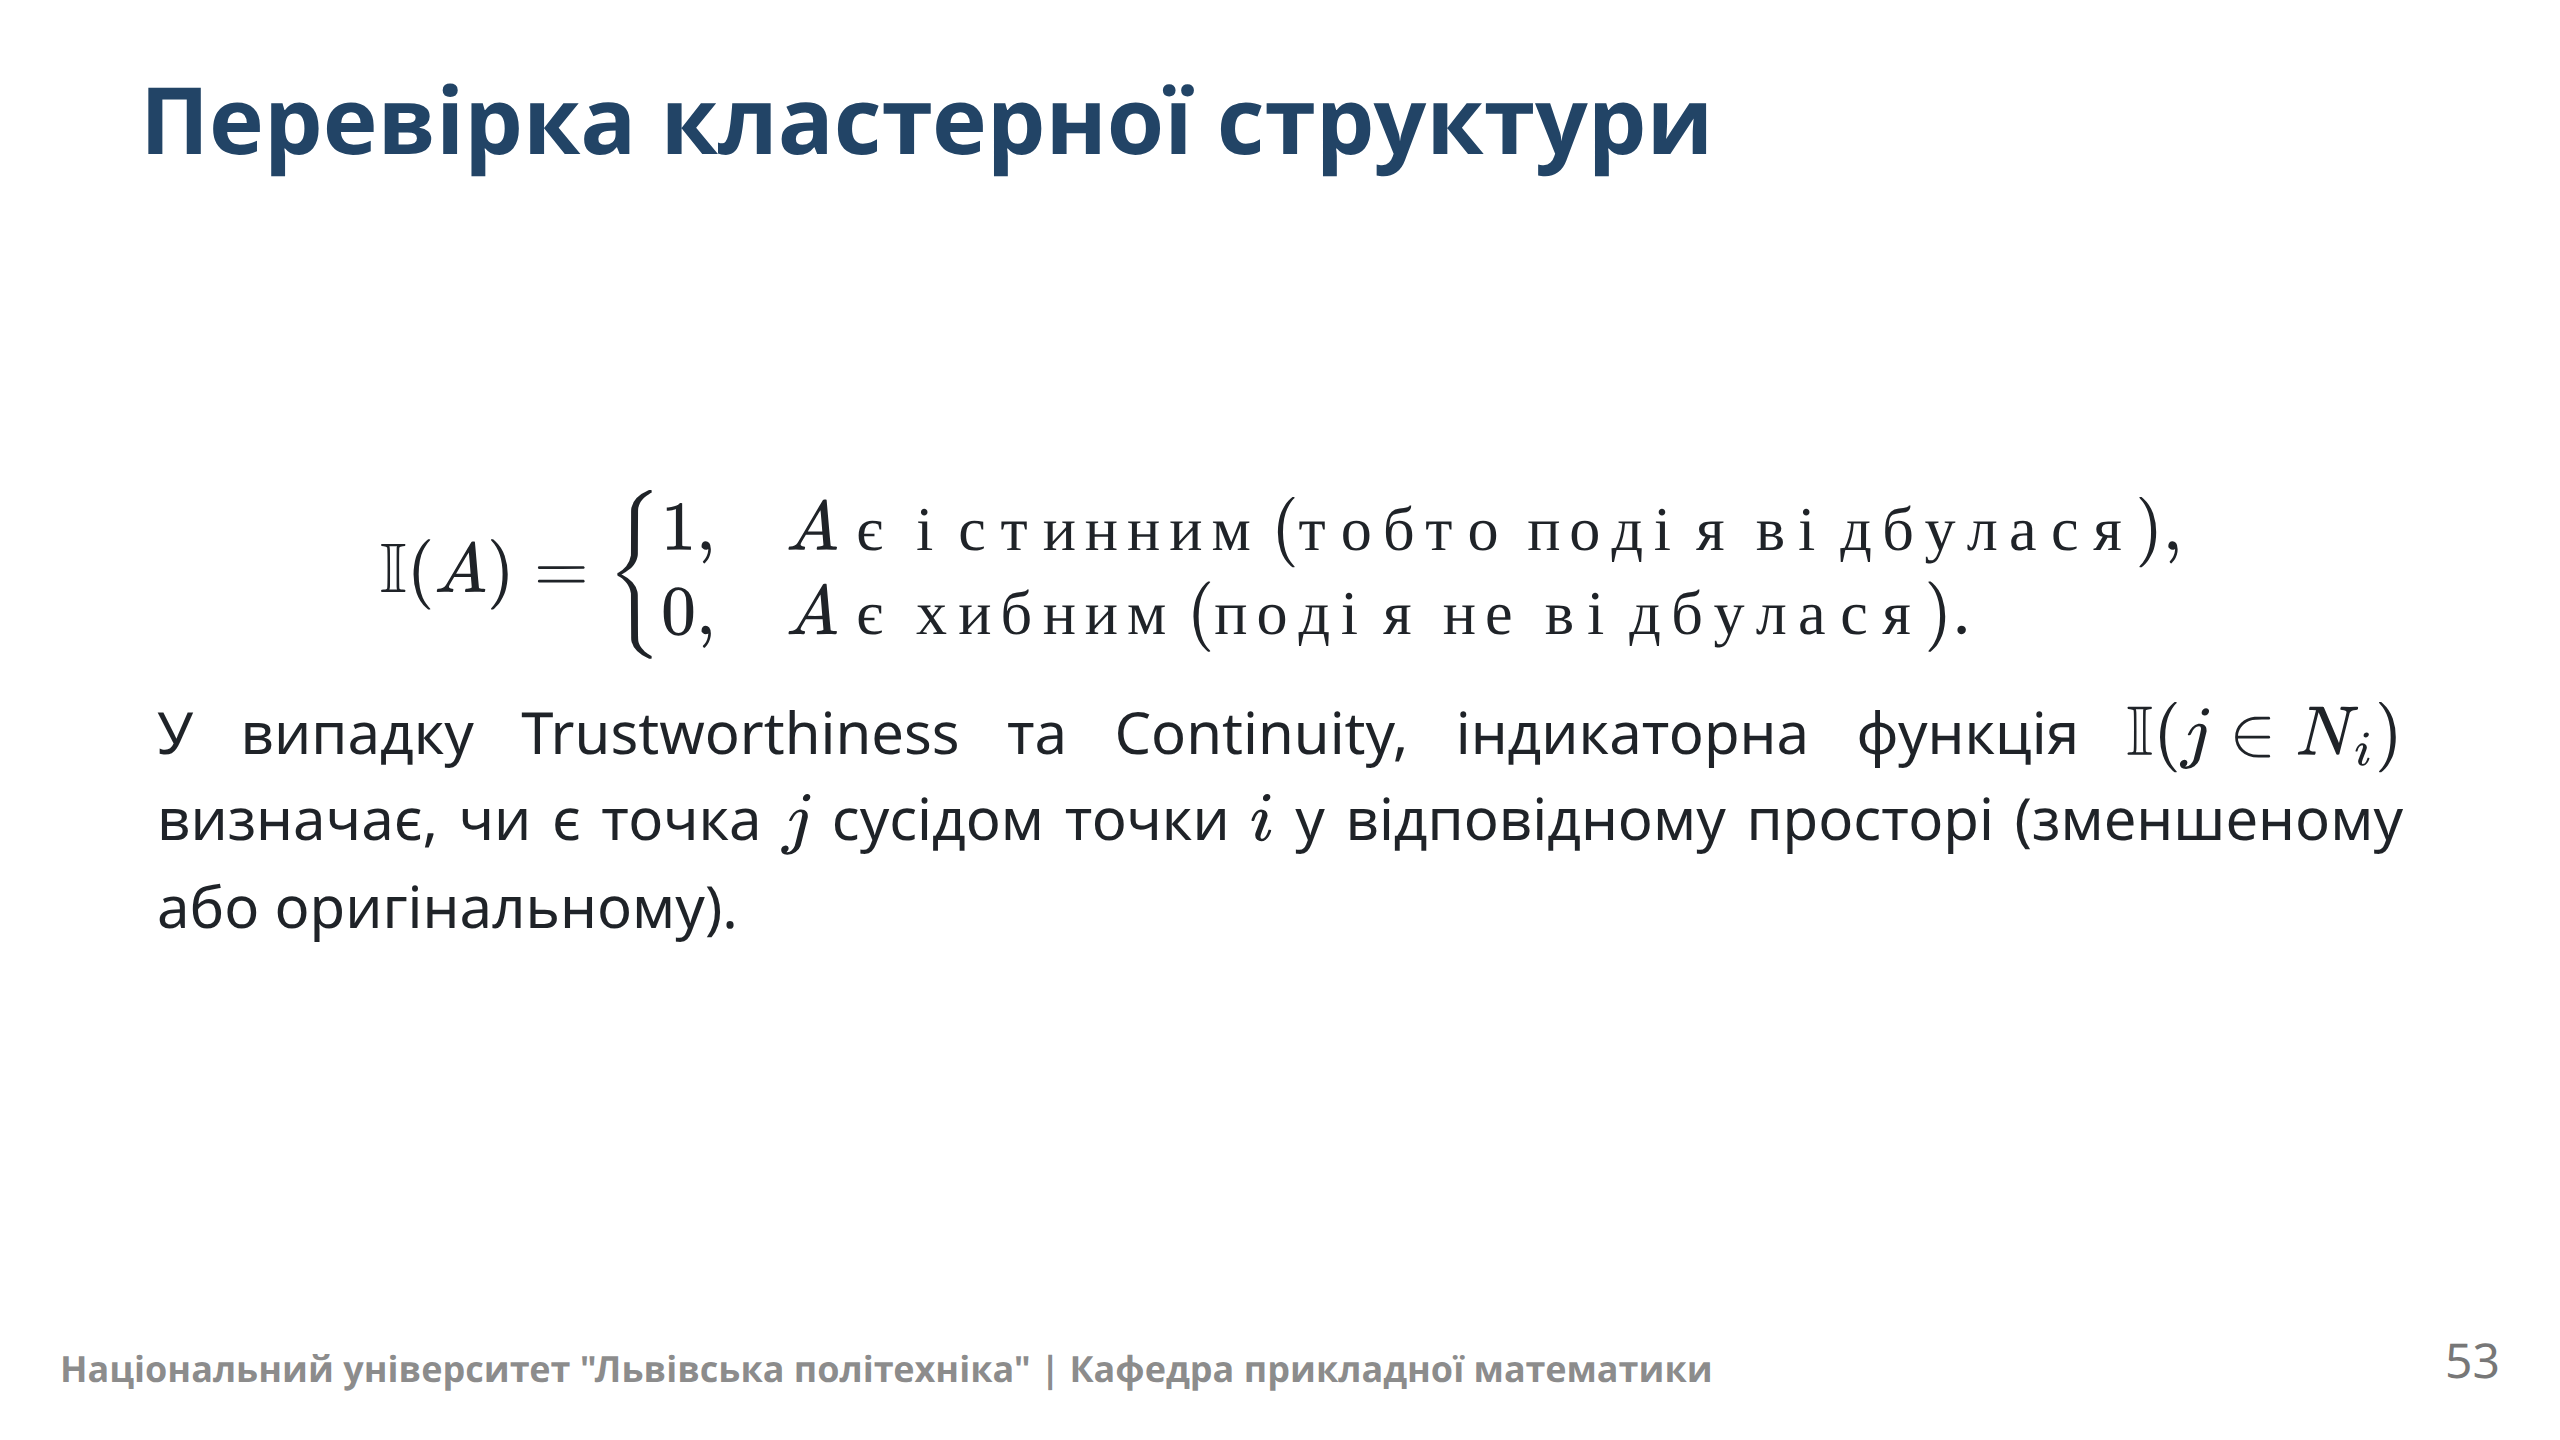 Перевірка кластерної структури
𝕀(A) = { 1, A є істинним (тобто подія відбулася),
0, A є хибним (подія не відбулася).
У випадку Trustworthiness та Continuity, індикаторна функція 𝕀(j ∈ Nᵢ)
визначає, чи є точка j сусідом точки i у відповідному просторі (зменшеному
або оригінальному).
Національний університет "Львівська політехніка" | Кафедра прикладної математики
53